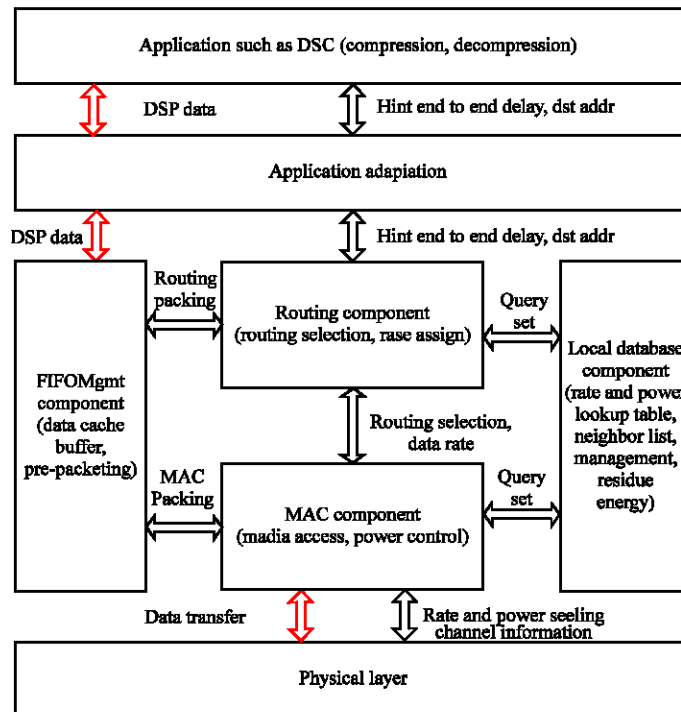 Application such as DSC (compression, decompression)
DSP data
Hint end to end delay, dst addr
Application adapiation
DSP data
Hint end to end delay, dst addr
Routing
packing
Routing component
(routing selection, rase assign)
Query
set
FIFOMgmt
component
(data cache
buffer,
pre-packeting)
Local database
component
(rate and power
lookup table,
neighbor list,
management,
residue
energy)
Routing selection,
data rate
MAC
Packing
MAC component
(madia access, power control)
Query
set
Data transfer
Rate and power seeling
channel information
Physical layer